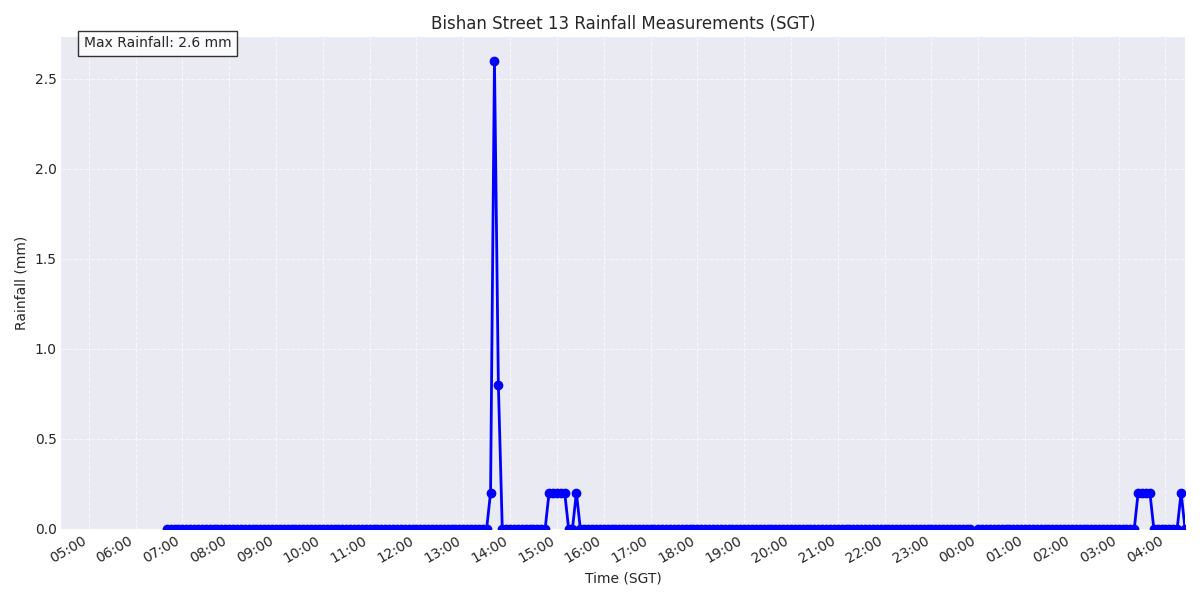 Bishan Street 13 Rainfall Measurements (SGT)
Max Rainfall: 2.6 mm
2.5
2.0
1.5
1.0
0.5
0.0
Rainfall (mm)
05:00 06:00 07:00 08:00 09:00 10:00 11:00 12:00 13:00 14:00 15:00 16:00 17:00 18:00 19:00 20:00 21:00 22:00 23:00 00:00 01:00 02:00 03:00 04:00
Time (SGT)